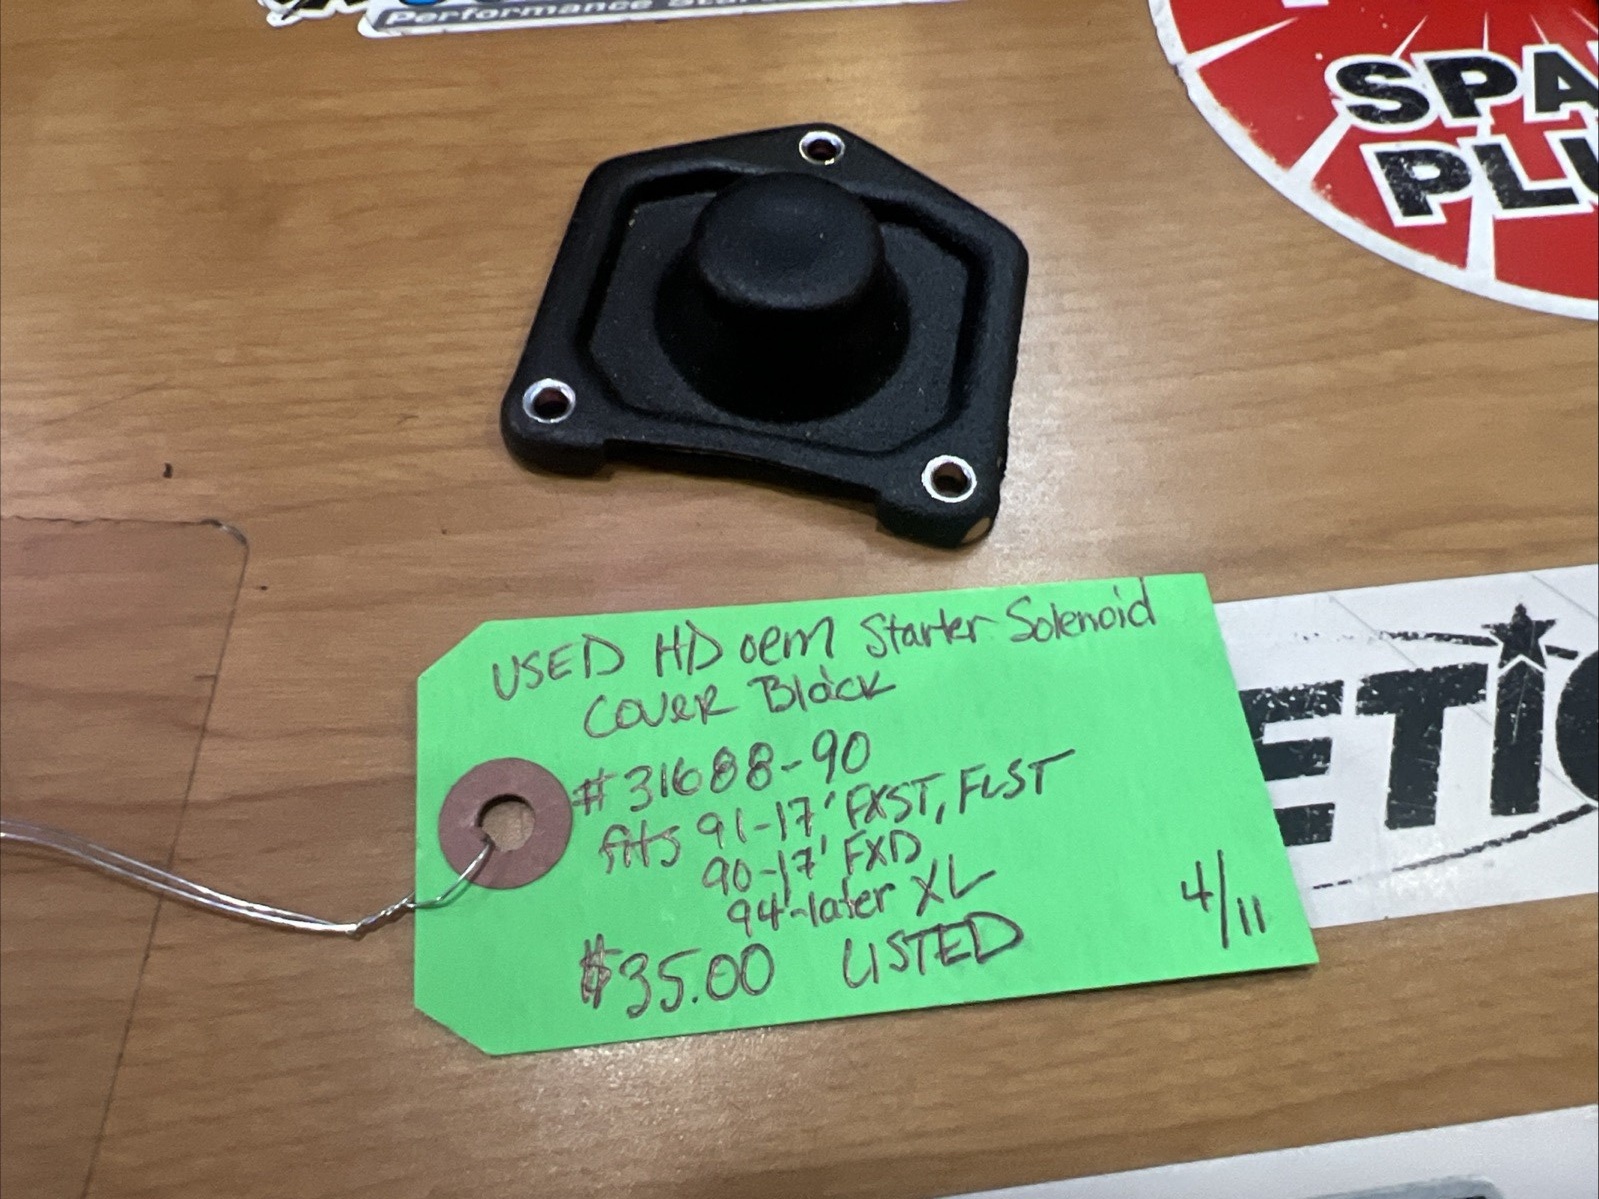 Performance
SPA
PLU
USED HD oem Starter Solenoid
Cover Black
#31688-90
fits 91-17' FXST, FLST
90-17' FXD
94'-later XL
$35.00 LISTED
4/11
ETIC